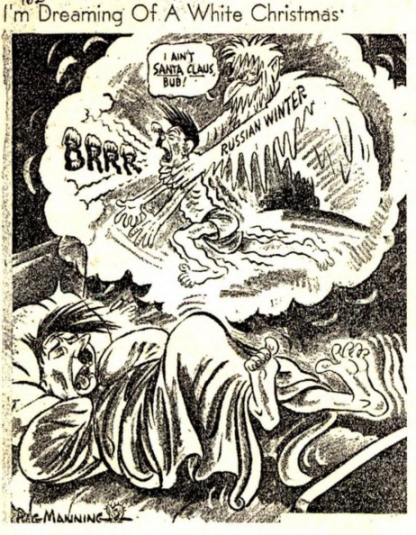 I'm Dreaming Of A White Christmas'
I AIN'T
SANTA CLAUS,
BUB!
BRRR
RUSSIAN WINTER
REG MANNING